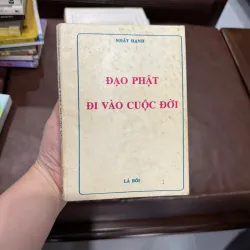 NHẤT HẠNH
ĐẠO PHẬT
ĐI VÀO CUỘC ĐỜI
LÁ BỐI